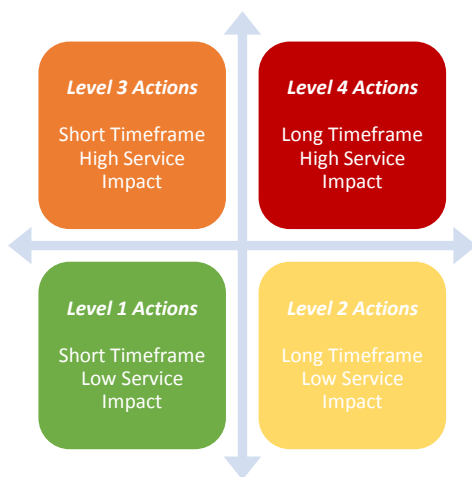 Level 3 Actions
Short Timeframe
High Service
Impact
Level 4 Actions
Long Timeframe
High Service
Impact
Level 1 Actions
Short Timeframe
Low Service
Impact
Level 2 Actions
Long Timeframe
Low Service
Impact